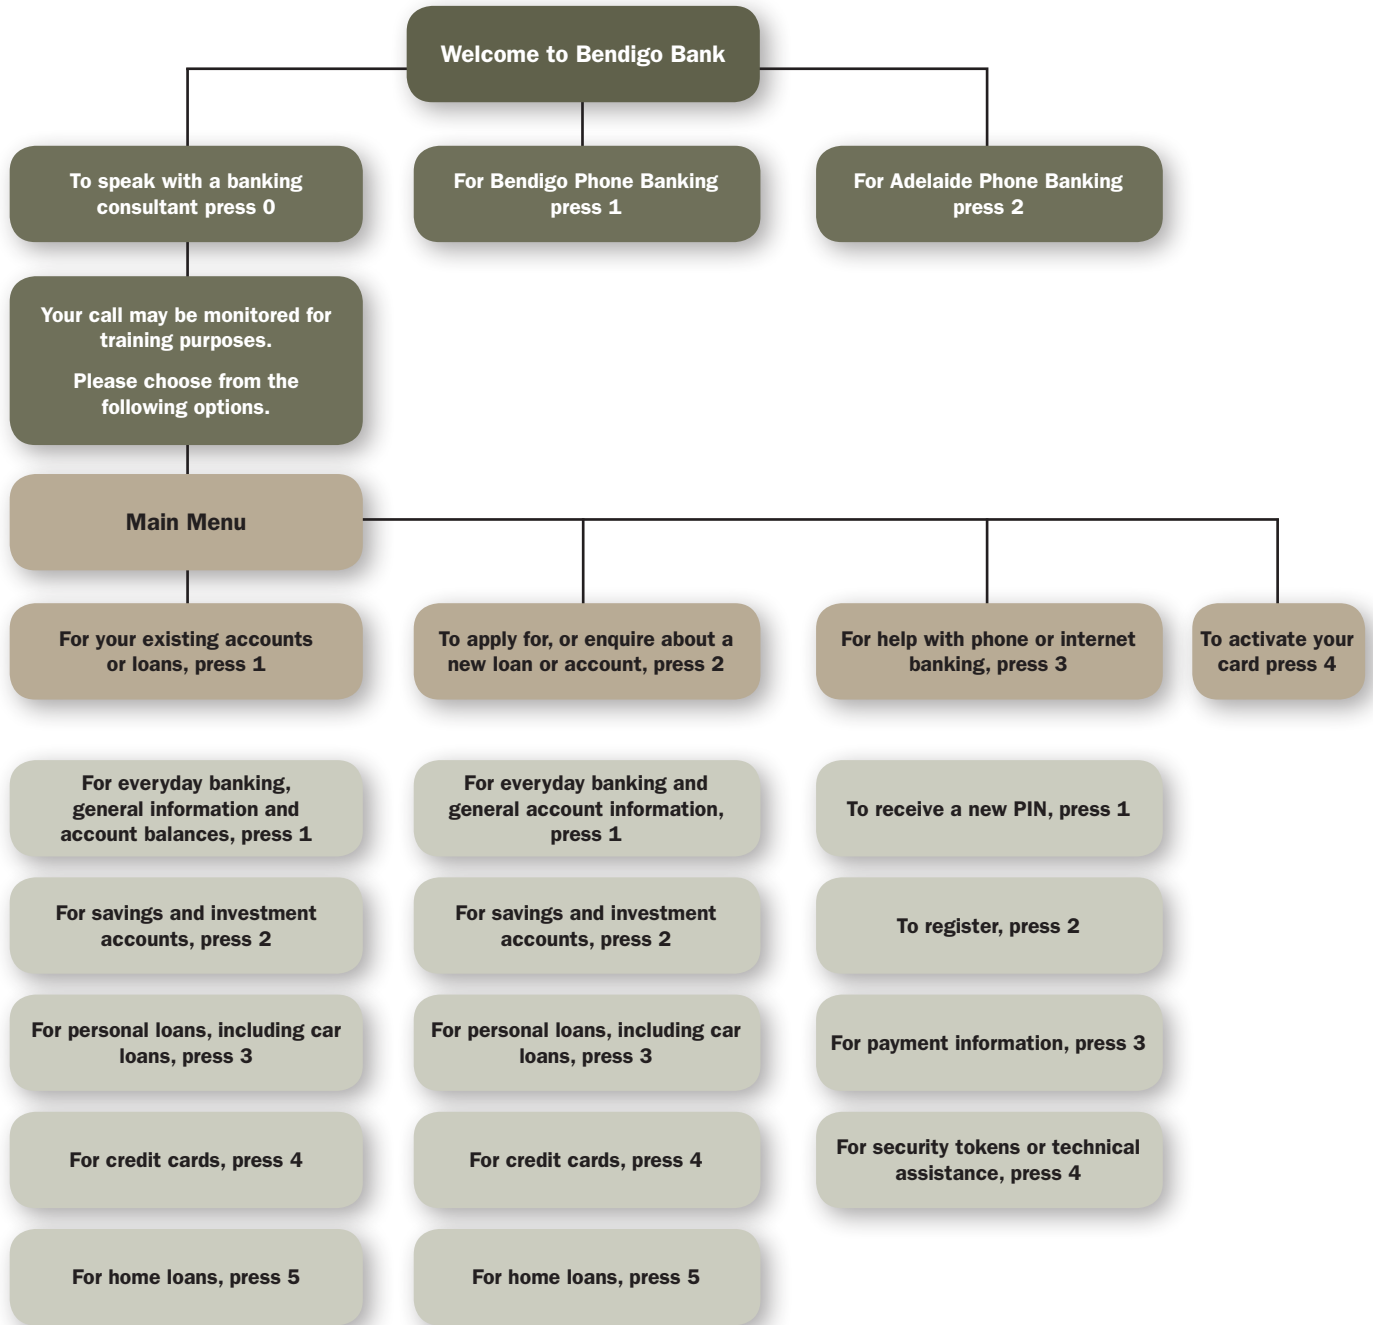 Welcome to Bendigo Bank
To speak with a banking
consultant press 0
For Bendigo Phone Banking
press 1
For Adelaide Phone Banking
press 2
Your call may be monitored for
training purposes.
Please choose from the
following options.
Main Menu
For your existing accounts
or loans, press 1
To apply for, or enquire about a
new loan or account, press 2
For help with phone or internet
banking, press 3
To activate your
card press 4
For everyday banking,
general information and
account balances, press 1
For everyday banking and
general account information,
press 1
To receive a new PIN, press 1
For savings and investment
accounts, press 2
For savings and investment
accounts, press 2
To register, press 2
For personal loans, including car
loans, press 3
For personal loans, including car
loans, press 3
For payment information, press 3
For credit cards, press 4
For credit cards, press 4
For security tokens or technical
assistance, press 4
For home loans, press 5
For home loans, press 5